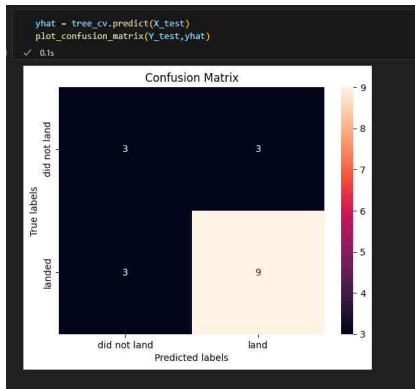 yhat = tree_cv.predict(X_test)
plot_confusion_matrix(Y_test,yhat)
✓ 0.1s
Confusion Matrix
did not land
3
3
landed
3
9
True labels
did not land
land
Predicted labels
9
8
7
6
5
4
3